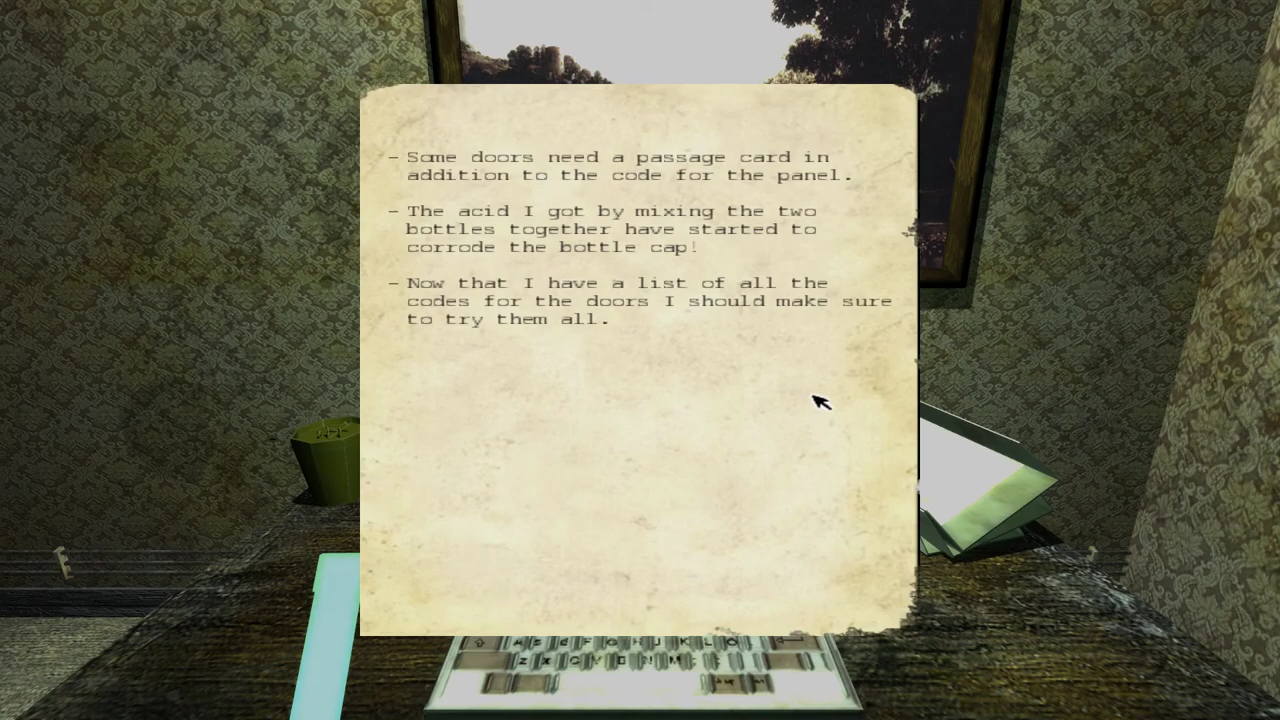 - Some doors need a passage card in
addition to the code for the panel.
- The acid I got by mixing the two
bottles together have started to
corrode the bottle cap!
- Now that I have a list of all the
codes for the doors I should make sure
to try them all.